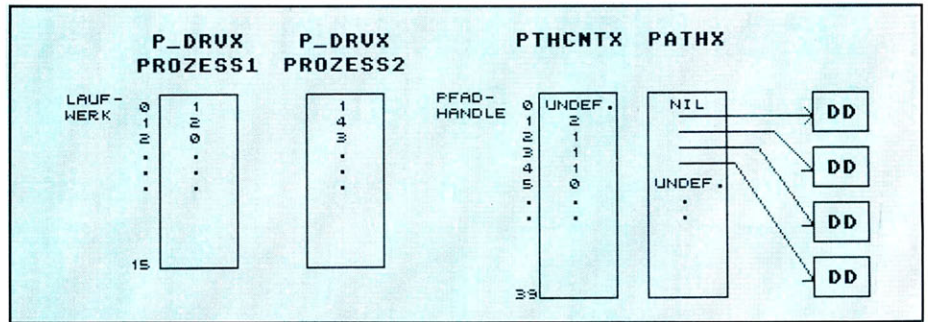 P_DRVX P_DRVX PTHCNTX PATHX
PROZESS1 PROZESS2
LAUF-
WERK
0 1 1
1 2 4
2 0 3
. . .
. . .
. . .
15
PFAD-
HANDLE
0 UNDEF. NIL
1 2
2 1
3 1
4 1
5 0 UNDEF.
. . .
. . .
39
DD
DD
DD
DD